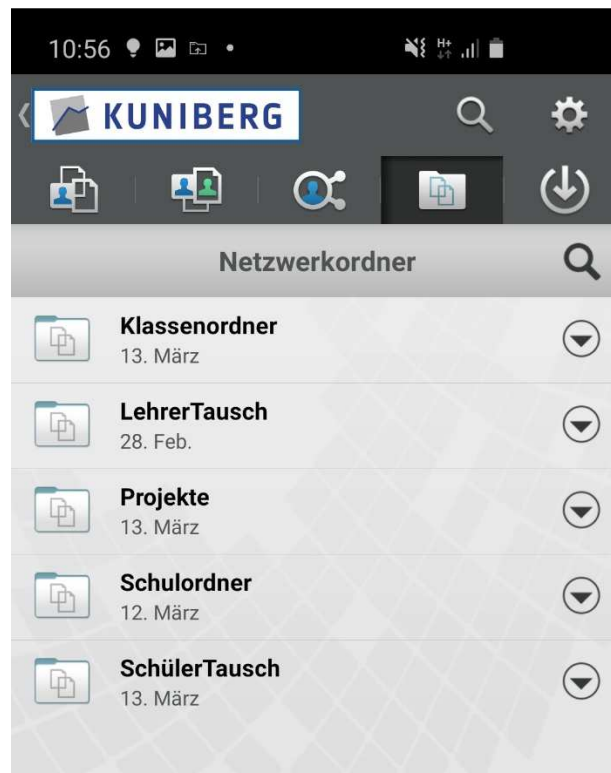 10:56
H+
KUNIBERG
Netzwerkordner
Klassenordner
13. März
LehrerTausch
28. Feb.
Projekte
13. März
Schulordner
12. März
SchülerTausch
13. März